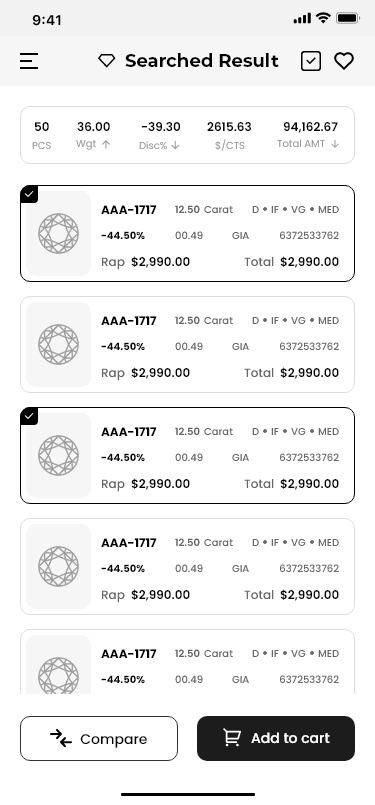 9:41
Searched Result
50 36.00 -39.30 2615.63 94,162.67
PCS Wgt ↑ Disc% ↓ $/CTS Total AMT ↓
AAA-1717 12.50 Carat D • IF • VG • MED
-44.50% 00.49 GIA 6372533762
Rap $2,990.00 Total $2,990.00
AAA-1717 12.50 Carat D • IF • VG • MED
-44.50% 00.49 GIA 6372533762
Rap $2,990.00 Total $2,990.00
AAA-1717 12.50 Carat D • IF • VG • MED
-44.50% 00.49 GIA 6372533762
Rap $2,990.00 Total $2,990.00
AAA-1717 12.50 Carat D • IF • VG • MED
-44.50% 00.49 GIA 6372533762
Rap $2,990.00 Total $2,990.00
AAA-1717 12.50 Carat D • IF • VG • MED
-44.50% 00.49 GIA 6372533762
Compare Add to cart